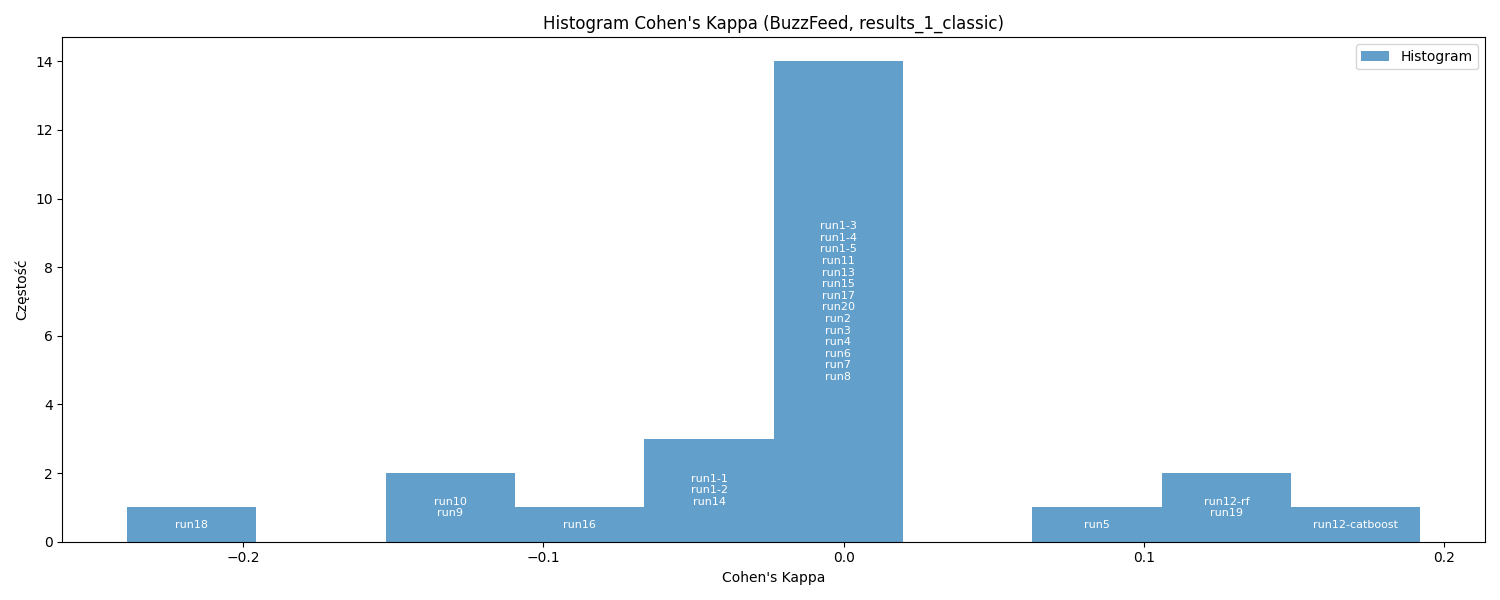 Histogram Cohen's Kappa (BuzzFeed, results_1_classic)
Histogram
Częstość
14
12
10
8
6
4
2
0
run18
run10
run9
run16
run1-1
run1-2
run14
run1-3
run1-4
run1-5
run11
run13
run15
run17
run20
run2
run3
run4
run6
run7
run8
run5
run12-rf
run19
run12-catboost
−0.2
−0.1
0.0
0.1
0.2
Cohen's Kappa